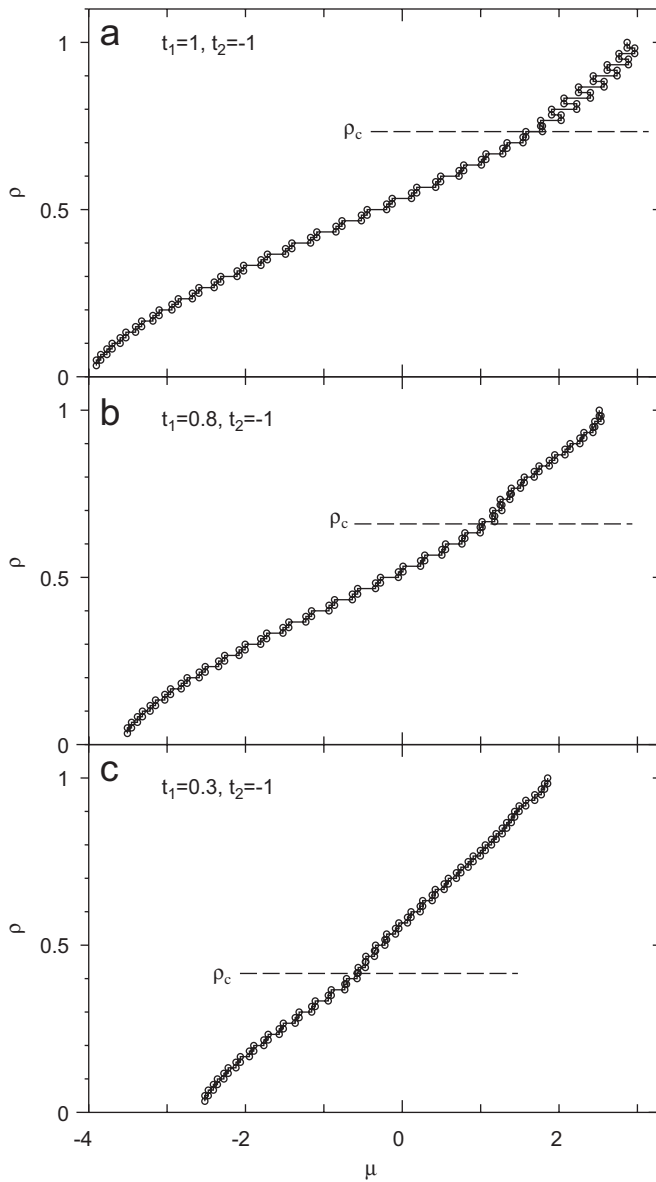 a
t₁=1, t₂=-1
1
ρc
ρ
0.5
0
b
t₁=0.8, t₂=-1
1
ρc
ρ
0.5
0
c
t₁=0.3, t₂=-1
1
ρ
0.5
ρc
0
-4 -2 0 2
μ